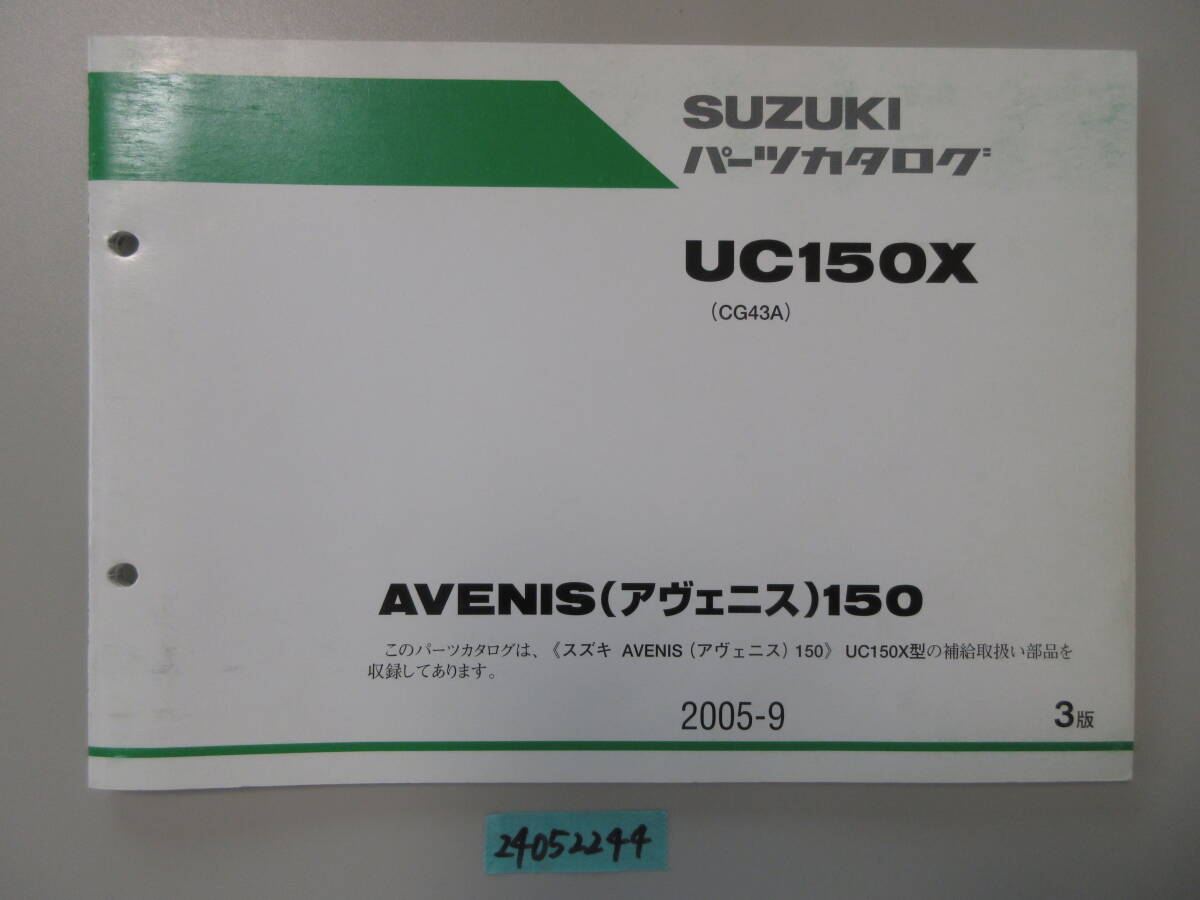 SUZUKI
パーツカタログ
UC150X
(CG43A)
AVENIS(アヴェニス)150
このパーツカタログは、《スズキ AVENIS(アヴェニス)150》 UC150X型の補給取扱い部品を
収録してあります。
2005-9 3版
24052244